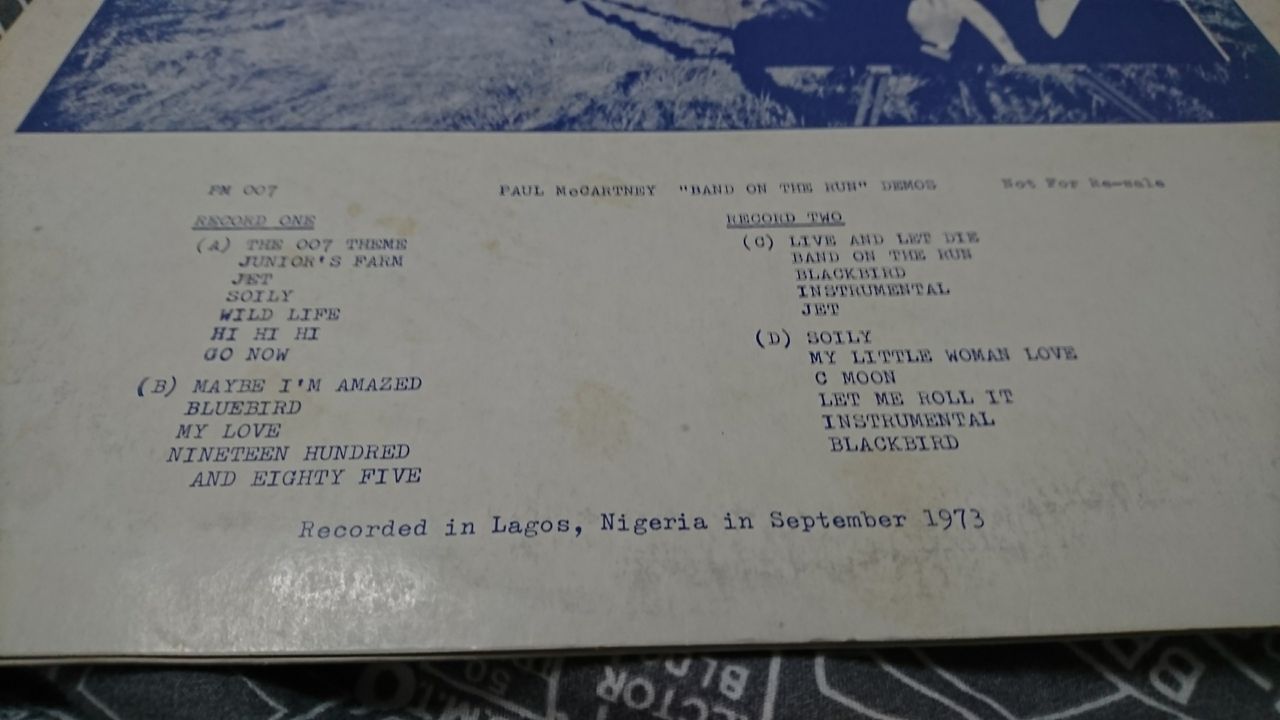 PM 007 PAUL McCARTNEY "BAND ON THE RUN" DEMOS Not For Re-sale
RECORD ONE
(A) THE 007 THEME
JUNIOR'S FARM
JET
SOILY
WILD LIFE
HI HI HI
GO NOW
(B) MAYBE I'M AMAZED
BLUEBIRD
MY LOVE
NINETEEN HUNDRED
AND EIGHTY FIVE
RECORD TWO
(C) LIVE AND LET DIE
BAND ON THE RUN
BLACKBIRD
INSTRUMENTAL
JET
(D) SOILY
MY LITTLE WOMAN LOVE
C MOON
LET ME ROLL IT
INSTRUMENTAL
BLACKBIRD
Recorded in Lagos, Nigeria in September 1973